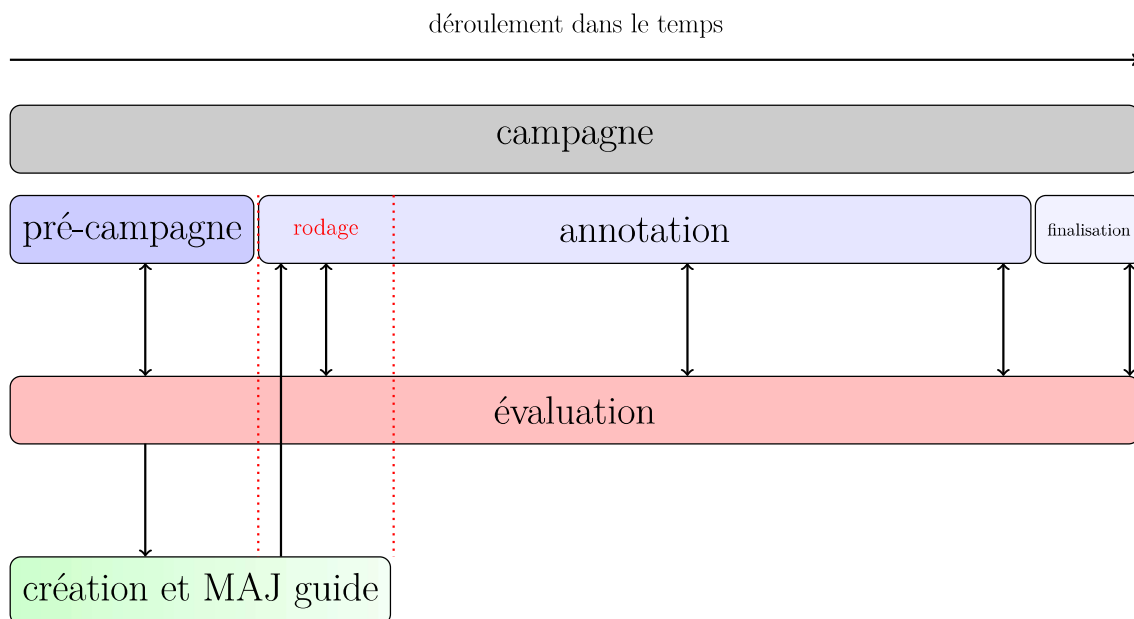 déroulement dans le temps
campagne
pré-campagne
rodage
annotation
finalisation
évaluation
création et MAJ guide